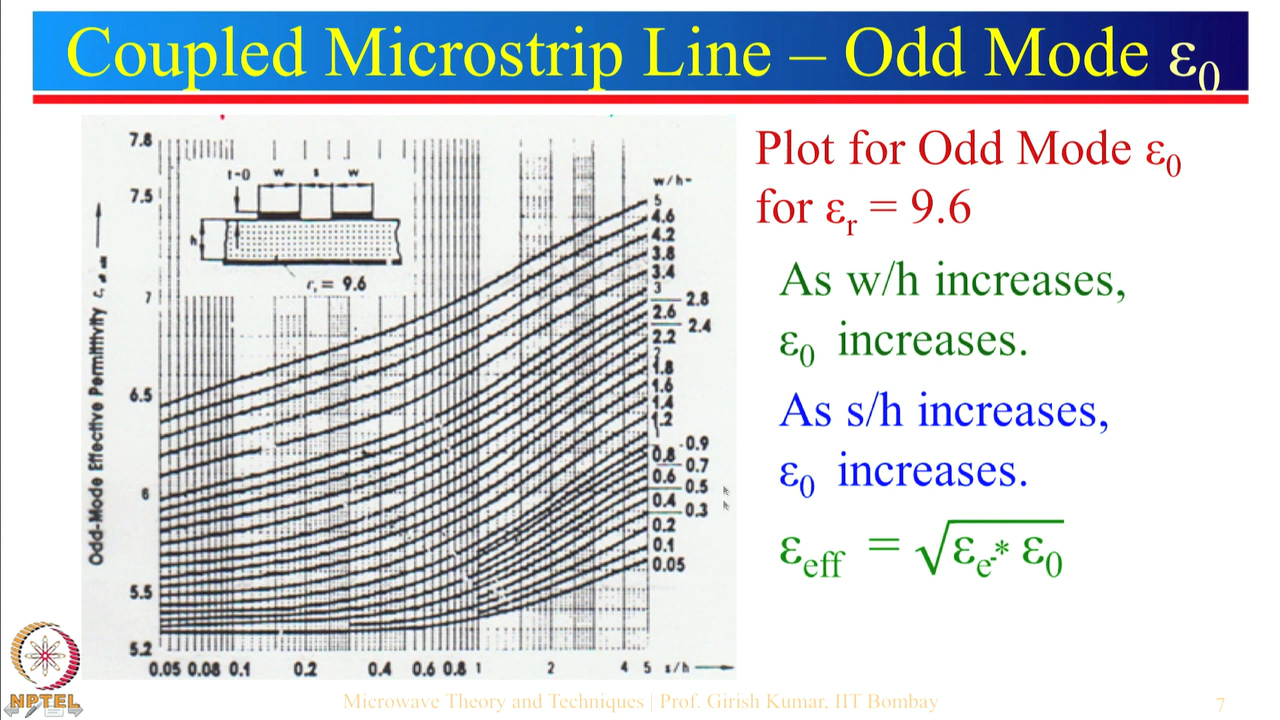 Coupled Microstrip Line – Odd Mode ε0
Plot for Odd Mode ε0
for εr = 9.6
As w/h increases,
ε0 increases.
As s/h increases,
ε0 increases.
εeff = √εe * ε0
7.8
7.5
7
6.5
6
5.5
5.2
Odd-Mode Effective Permittivity
w
s
w
h
= 9.6
w/h-
5
4.6
4.2
3.8
3.4
3
2.8
2.6
2.4
2.2
2
1.8
1.6
1.4
1.2
1
0.9
0.8
0.7
0.6
0.5
0.4
0.3
0.2
0.1
0.05
0.05 0.08 0.1 0.2 0.4 0.6 0.8 1 2 4 5 s/h
NPTEL
Microwave Theory and Techniques | Prof. Girish Kumar, IIT Bombay
7